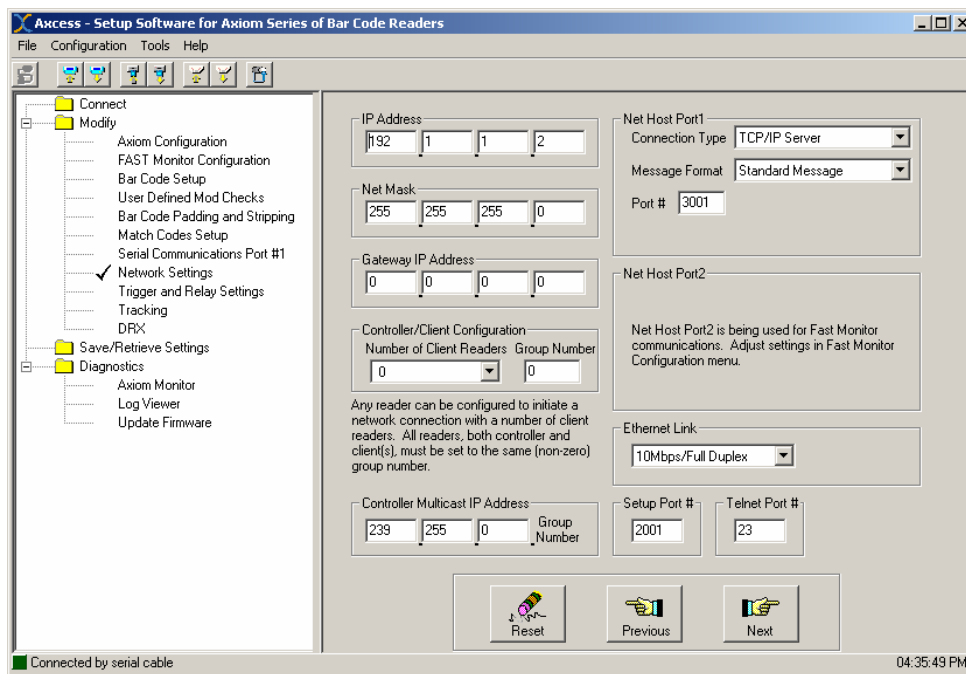 Axcess - Setup Software for Axiom Series of Bar Code Readers
File Configuration Tools Help
Connect
Modify
Axiom Configuration
FAST Monitor Configuration
Bar Code Setup
User Defined Mod Checks
Bar Code Padding and Stripping
Match Codes Setup
Serial Communications Port #1
Network Settings
Trigger and Relay Settings
Tracking
DRX
Save/Retrieve Settings
Diagnostics
Axiom Monitor
Log Viewer
Update Firmware
IP Address
192 . 1 . 1 . 2
Net Mask
255 . 255 . 255 . 0
Gateway IP Address
0 . 0 . 0 . 0
Controller/Client Configuration
Number of Client Readers Group Number
0 0
Any reader can be configured to initiate a
network connection with a number of client
readers. All readers, both controller and
client(s), must be set to the same (non-zero)
group number.
Controller Multicast IP Address
239 . 255 . 0 . Group
Number
Net Host Port1
Connection Type TCP/IP Server
Message Format Standard Message
Port # 3001
Net Host Port2
Net Host Port2 is being used for Fast Monitor
communications. Adjust settings in Fast Monitor
Configuration menu.
Ethernet Link
10Mbps/Full Duplex
Setup Port # Telnet Port #
2001 23
Reset Previous Next
Connected by serial cable 04:35:49 PM